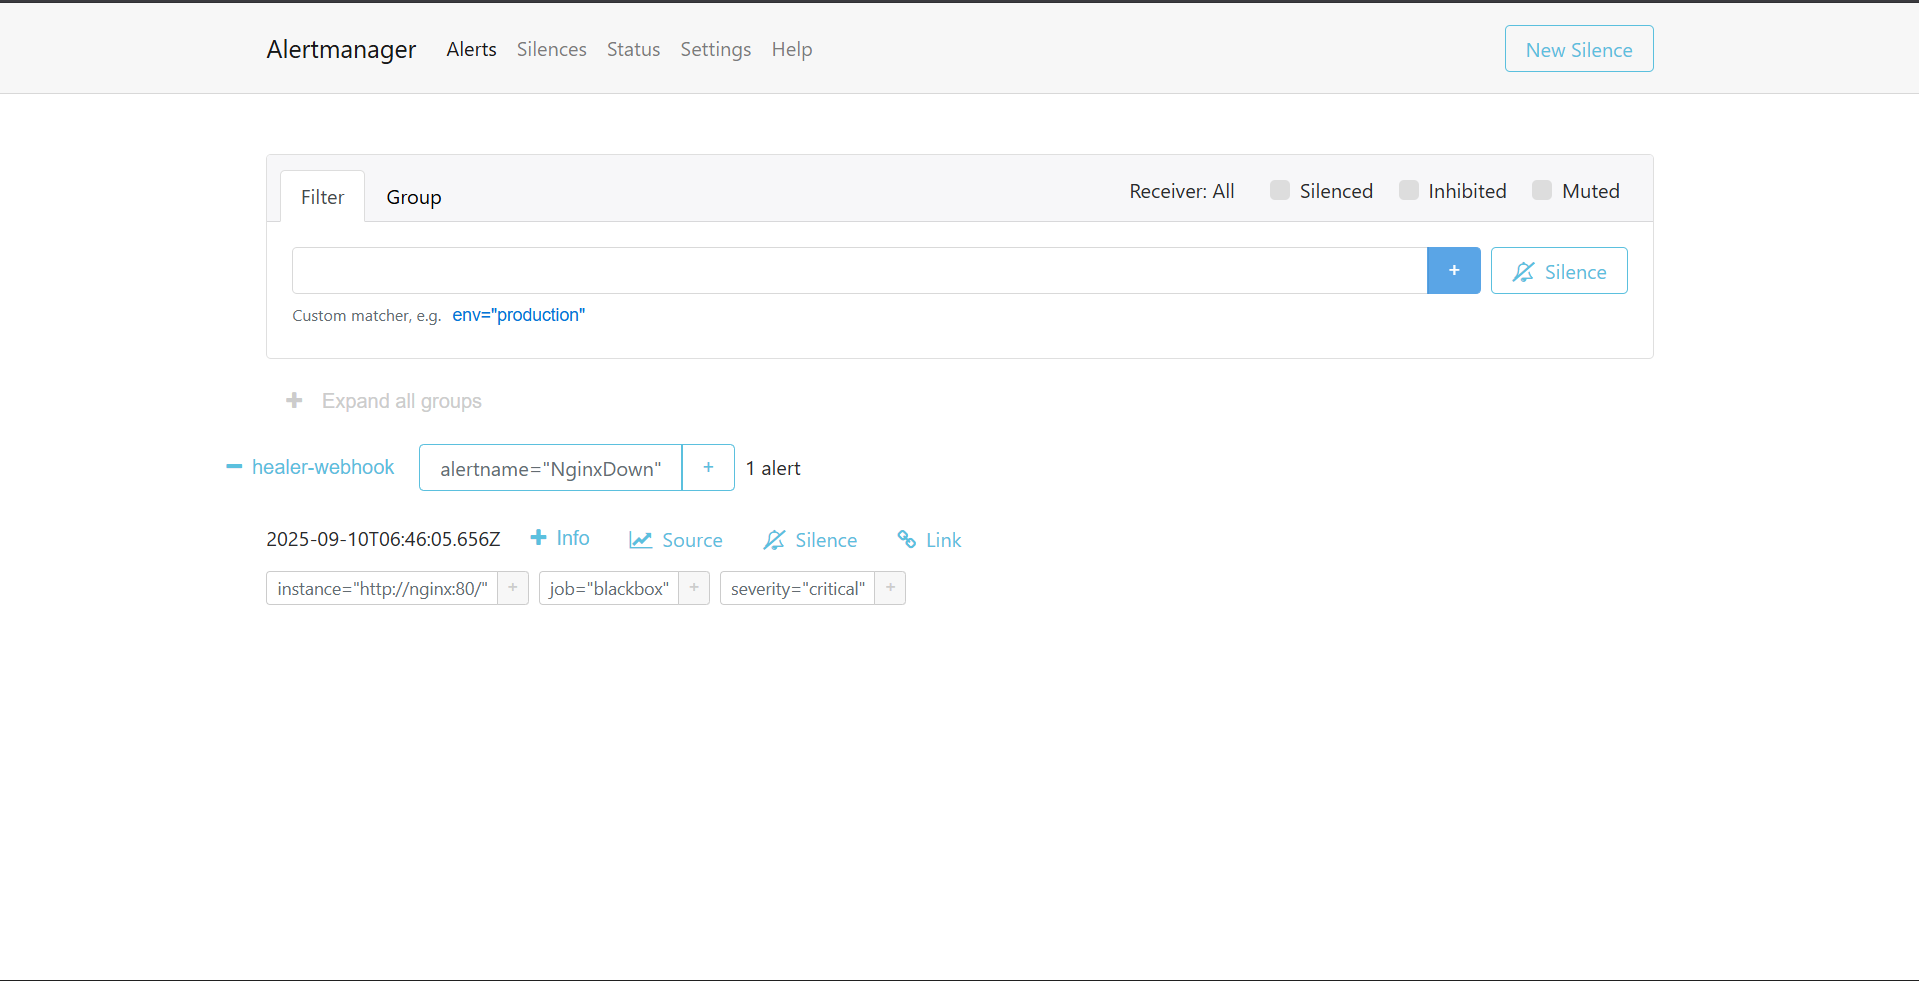 Alertmanager Alerts Silences Status Settings Help New Silence
Filter Group Receiver: All Silenced Inhibited Muted
+ Silence
Custom matcher, e.g. env="production"
+ Expand all groups
− healer-webhook alertname="NginxDown" + 1 alert
2025-09-10T06:46:05.656Z + Info Source Silence Link
instance="http://nginx:80/" + job="blackbox" + severity="critical" +